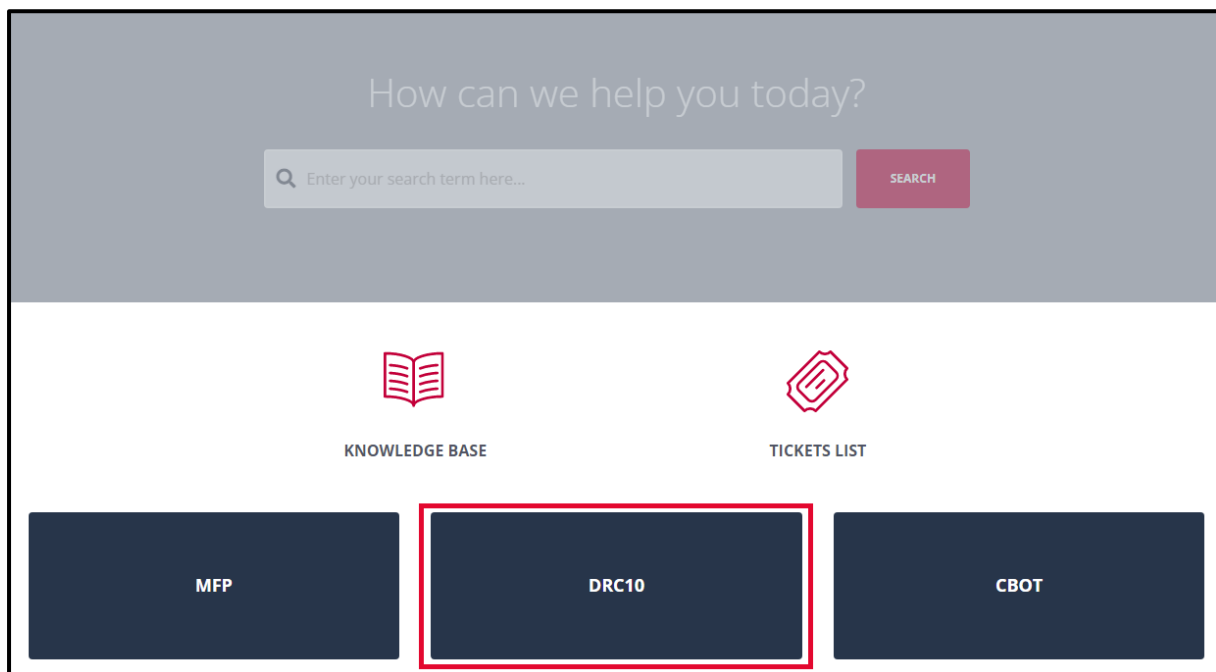 How can we help you today?
Enter your search term here...
SEARCH
KNOWLEDGE BASE
TICKETS LIST
MFP
DRC10
CBOT